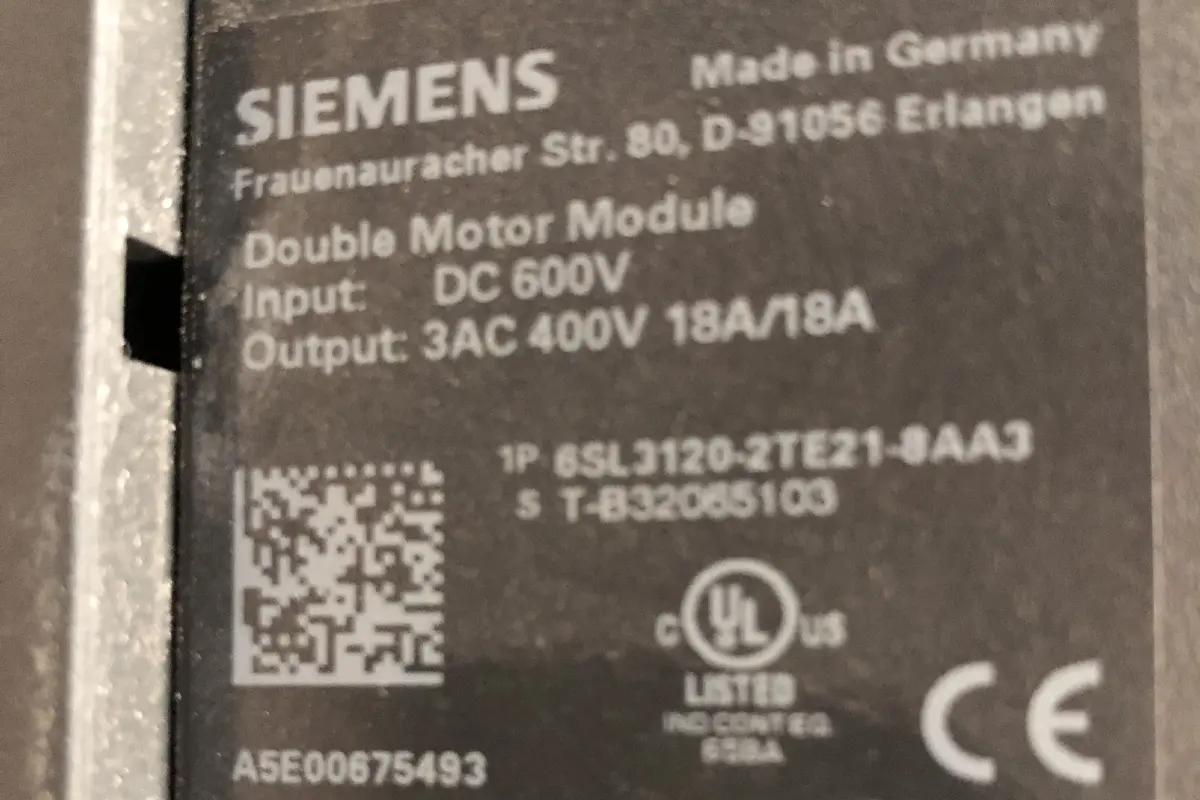 SIEMENS
Made in Germany
Frauenauracher Str. 80, D-91056 Erlangen
Double Motor Module
Input: DC 600V
Output: 3AC 400V 18A/18A
1P 6SL3120-2TE21-8AA3
S T-B32065103
C UL US
LISTED
IND CONT EQ.
CE
A5E00675493